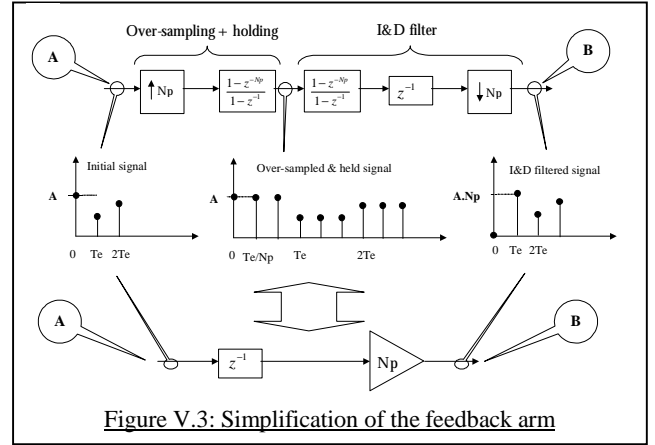 Over-sampling + holding
I&D filter
A
B
↑ Np
1 − z^{-Np}
1 − z^{-1}
1 − z^{-Np}
1 − z^{-1}
z^{-1}
↓ Np
Initial signal
Over-sampled & held signal
I&D filtered signal
A
A
A.Np
0 Te 2Te
0 Te/Np Te 2Te
0 Te 2Te
A
B
z^{-1}
Np
Figure V.3: Simplification of the feedback arm